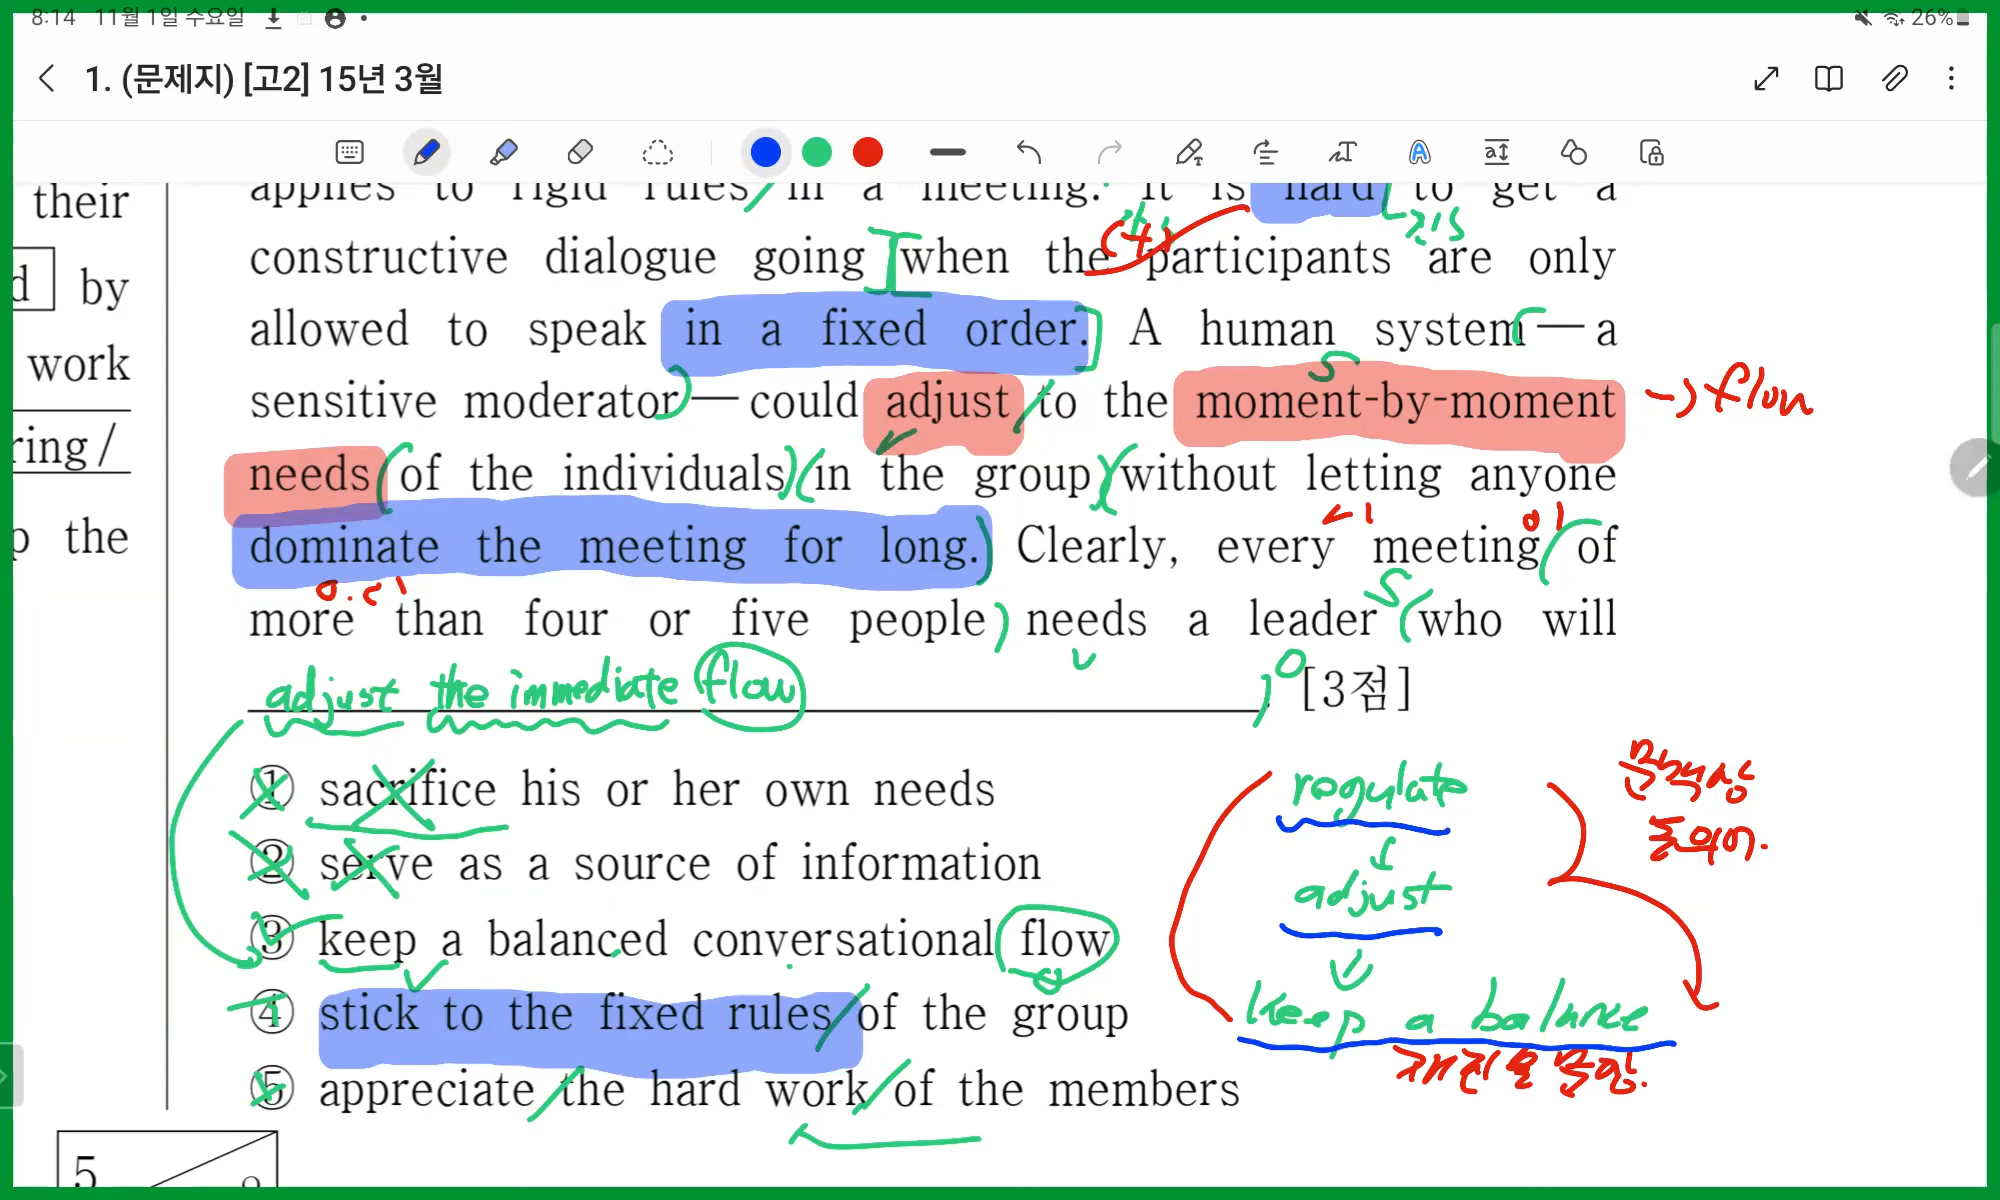 8:14 11월 1일 수요일
26%
1. (문제지) [고2] 15년 3월
their
d by
work
ring /
p the
applies to rigid rules in a meeting. It is hard to get a
constructive dialogue going when the participants are only
allowed to speak in a fixed order. A human system — a
sensitive moderator — could adjust to the moment-by-moment
→ flow
needs of the individuals in the group without letting anyone
dominate the meeting for long. Clearly, every meeting of
more than four or five people needs a leader who will
adjust the immediate flow
[3점]
① sacrifice his or her own needs
② serve as a source of information
③ keep a balanced conversational flow
④ stick to the fixed rules of the group
⑤ appreciate the hard work of the members
regulate
adjust
keep a balance
문맥상
동의어.
5